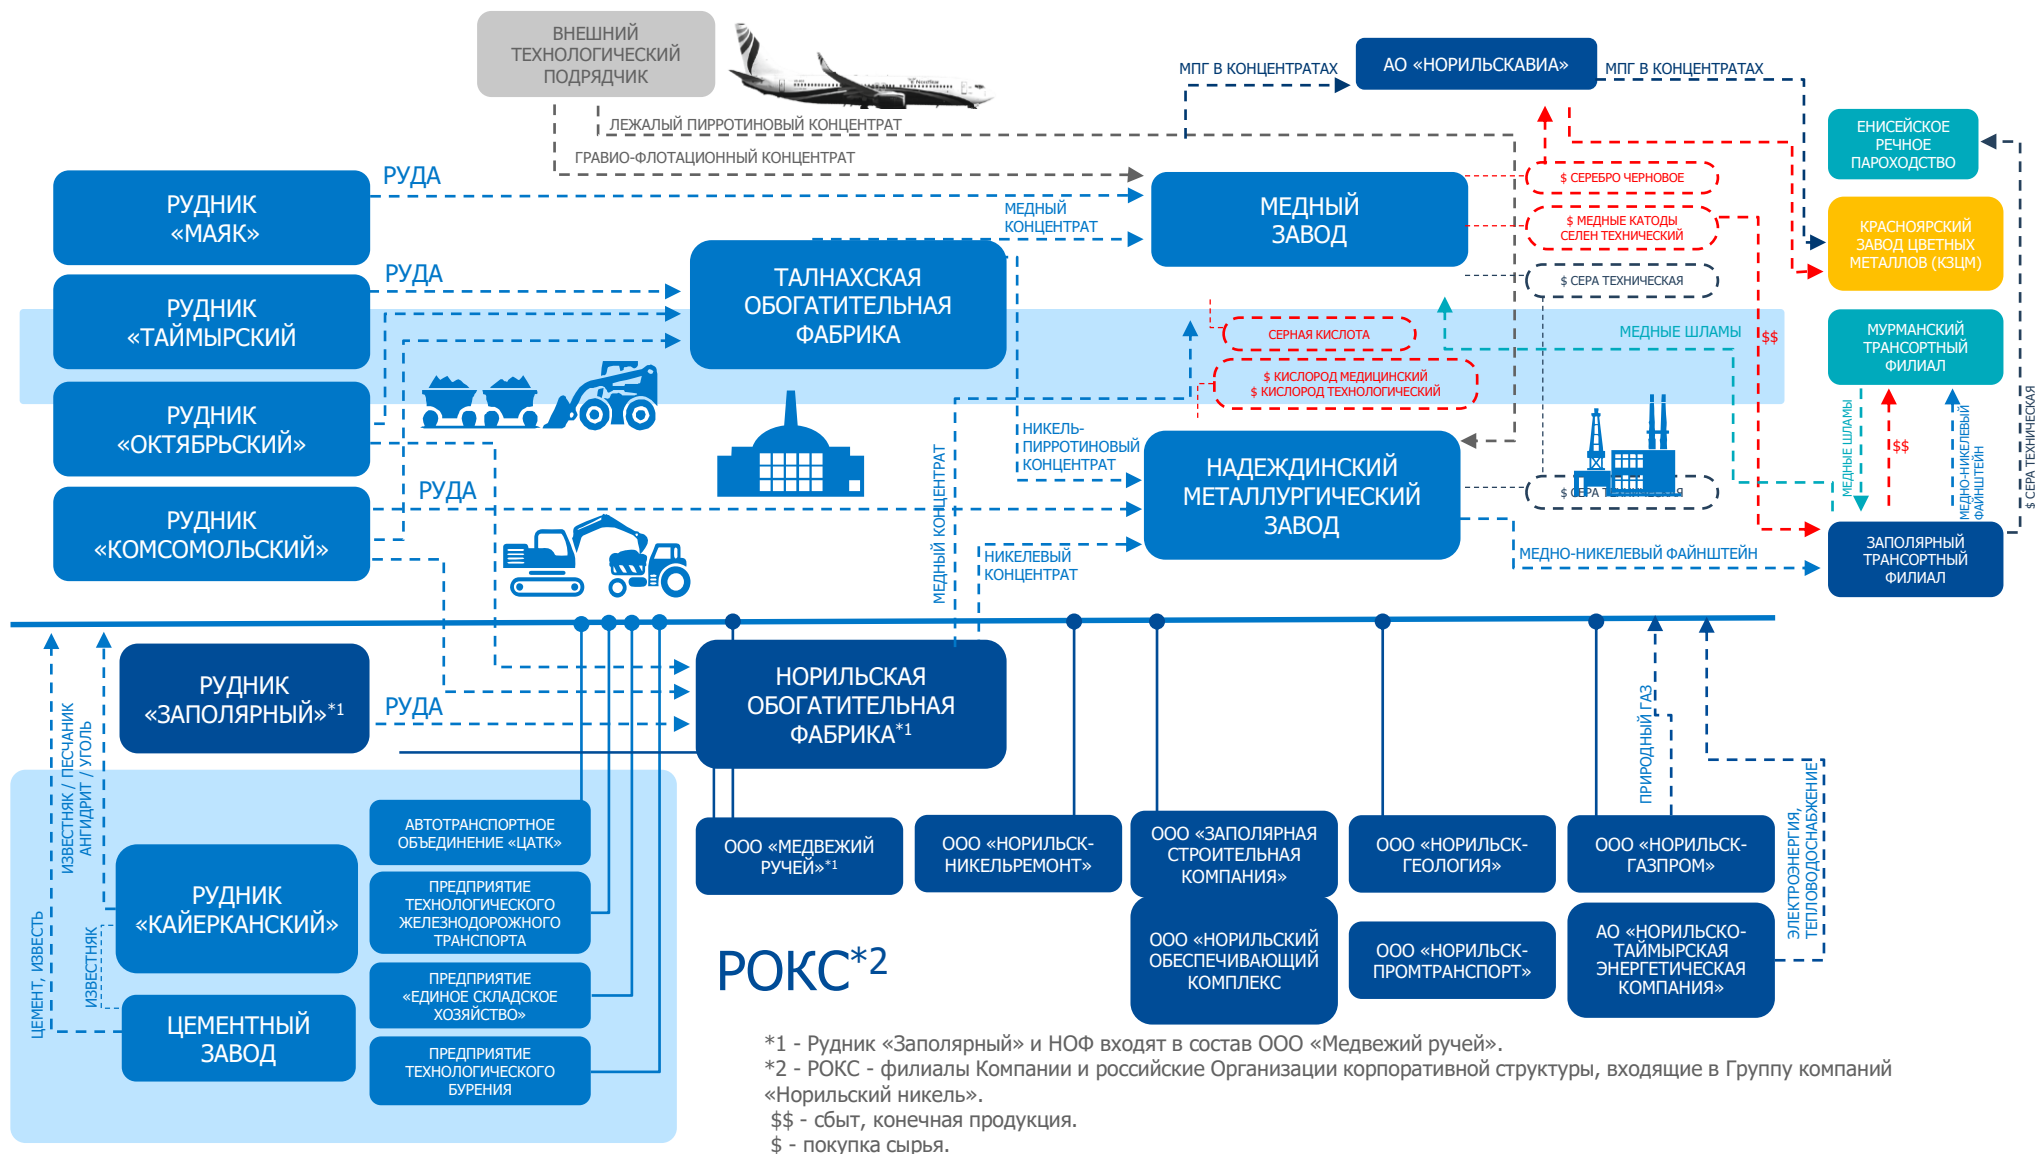 ВНЕШНИЙ
ТЕХНОЛОГИЧЕСКИЙ
ПОДРЯДЧИК
МПГ В КОНЦЕНТРАТАХ
АО «НОРИЛЬСКАВИА»
МПГ В КОНЦЕНТРАТАХ
ЛЕЖАЛЫЙ ПИРРОТИНОВЫЙ КОНЦЕНТРАТ
ГРАВИО-ФЛОТАЦИОННЫЙ КОНЦЕНТРАТ
ЕНИСЕЙСКОЕ
РЕЧНОЕ
ПАРОХОДСТВО
РУДНИК
«МАЯК»
РУДА
МЕДНЫЙ
КОНЦЕНТРАТ
МЕДНЫЙ
ЗАВОД
$ СЕРЕБРО ЧЕРНОВОЕ
$ МЕДНЫЕ КАТОДЫ
СЕЛЕН ТЕХНИЧЕСКИЙ
$ СЕРА ТЕХНИЧЕСКАЯ
КРАСНОЯРСКИЙ
ЗАВОД ЦВЕТНЫХ
МЕТАЛЛОВ (КЗЦМ)
РУДНИК
«ТАЙМЫРСКИЙ
РУДА
ТАЛНАХСКАЯ
ОБОГАТИТЕЛЬНАЯ
ФАБРИКА
СЕРНАЯ КИСЛОТА
МЕДНЫЕ ШЛАМЫ
$$
МУРМАНСКИЙ
ТРАНСОРТНЫЙ
ФИЛИАЛ
$ КИСЛОРОД МЕДИЦИНСКИЙ
$ КИСЛОРОД ТЕХНОЛОГИЧЕСКИЙ
РУДНИК
«ОКТЯБРЬСКИЙ»
НИКЕЛЬ-
ПИРРОТИНОВЫЙ
КОНЦЕНТРАТ
НАДЕЖДИНСКИЙ
МЕТАЛЛУРГИЧЕСКИЙ
ЗАВОД
$ СЕРА ТЕХНИЧЕСКАЯ
МЕДНЫЕ ШЛАМЫ
$$
МЕДНО-НИКЕЛЕВЫЙ
ФАЙНШТЕЙН
$ СЕРА ТЕХНИЧЕСКАЯ
РУДНИК
«КОМСОМОЛЬСКИЙ»
РУДА
МЕДНЫЙ КОНЦЕНТРАТ
НИКЕЛЕВЫЙ
КОНЦЕНТРАТ
МЕДНО-НИКЕЛЕВЫЙ ФАЙНШТЕЙН
ЗАПОЛЯРНЫЙ
ТРАНСОРТНЫЙ
ФИЛИАЛ
РУДНИК
«ЗАПОЛЯРНЫЙ»*1
РУДА
НОРИЛЬСКАЯ
ОБОГАТИТЕЛЬНАЯ
ФАБРИКА*1
ПРИРОДНЫЙ ГАЗ
ЭЛЕКТРОЭНЕРГИЯ,
ТЕПЛОВОДОСНАБЖЕНИЕ
ИЗВЕСТНЯК / ПЕСЧАНИК
АНГИДРИТ / УГОЛЬ
ЦЕМЕНТ, ИЗВЕСТЬ
ИЗВЕСТНЯК
РУДНИК
«КАЙЕРКАНСКИЙ»
ЦЕМЕНТНЫЙ
ЗАВОД
АВТОТРАНСПОРТНОЕ
ОБЪЕДИНЕНИЕ «ЦАТК»
ПРЕДПРИЯТИЕ
ТЕХНОЛОГИЧЕСКОГО
ЖЕЛЕЗНОДОРОЖНОГО
ТРАНСПОРТА
ПРЕДПРИЯТИЕ
«ЕДИНОЕ СКЛАДСКОЕ
ХОЗЯЙСТВО»
ПРЕДПРИЯТИЕ
ТЕХНОЛОГИЧЕСКОГО
БУРЕНИЯ
ООО «МЕДВЕЖИЙ
РУЧЕЙ»*1
ООО «НОРИЛЬСК-
НИКЕЛЬРЕМОНТ»
ООО «ЗАПОЛЯРНАЯ
СТРОИТЕЛЬНАЯ
КОМПАНИЯ»
ООО «НОРИЛЬСК-
ГЕОЛОГИЯ»
ООО «НОРИЛЬСК-
ГАЗПРОМ»
РОКС*2
ООО «НОРИЛЬСКИЙ
ОБЕСПЕЧИВАЮЩИЙ
КОМПЛЕКС
ООО «НОРИЛЬСК-
ПРОМТРАНСПОРТ»
АО «НОРИЛЬСКО-
ТАЙМЫРСКАЯ
ЭНЕРГЕТИЧЕСКАЯ
КОМПАНИЯ»
*1 - Рудник «Заполярный» и НОФ входят в состав ООО «Медвежий ручей».
*2 - РОКС - филиалы Компании и российские Организации корпоративной структуры, входящие в Группу компаний
«Норильский никель».
$$ - сбыт, конечная продукция.
$ - покупка сырья.